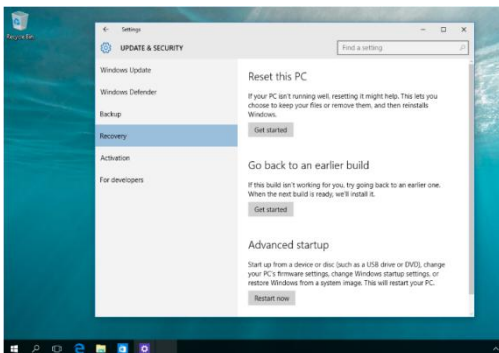 Recycle Bin
Settings
UPDATE & SECURITY
Find a setting
Windows Update
Windows Defender
Backup
Recovery
Activation
For developers
Reset this PC
If your PC isn't running well, resetting it might help. This lets you
choose to keep your files or remove them, and then reinstalls
Windows.
Get started
Go back to an earlier build
If this build isn't working for you, try going back to an earlier one.
When the next build is ready, we'll install it.
Get started
Advanced startup
Start up from a device or disc (such as a USB drive or DVD), change
your PC's firmware settings, change Windows startup settings, or
restore Windows from a system image. This will restart your PC.
Restart now